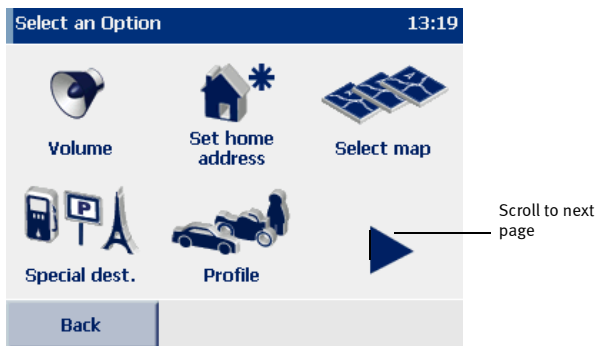 Select an Option 13:19
Volume
Set home
address
Select map
Special dest.
P
Profile
Scroll to next
page
Back